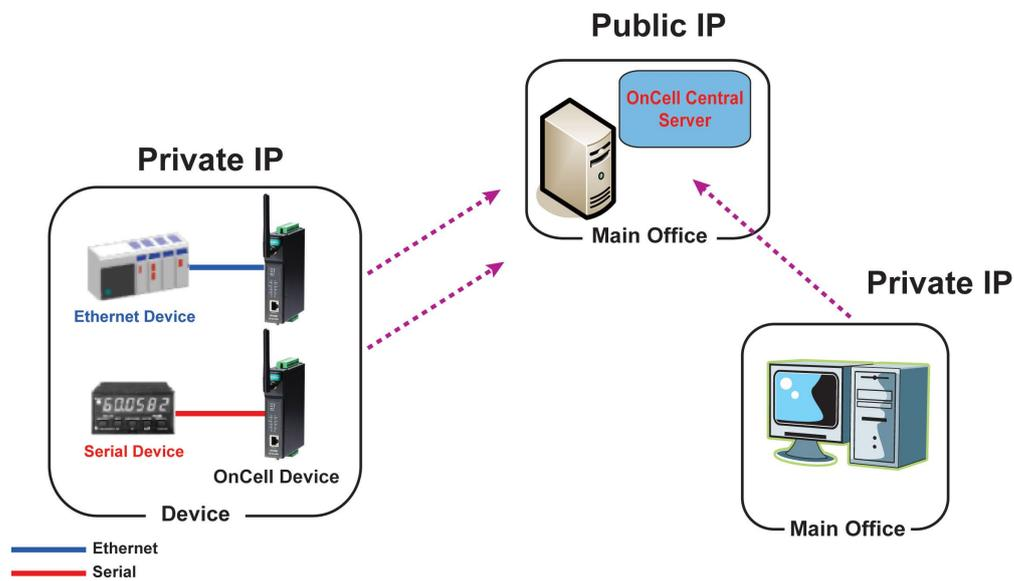 Public IP
OnCell Central
Server
Main Office
Private IP
Ethernet Device
60.0582
Serial Device
OnCell Device
Device
Private IP
Main Office
Ethernet
Serial